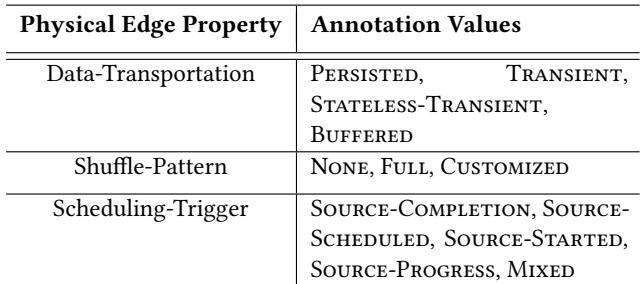 Physical Edge Property Annotation Values
Data-Transportation PERSISTED, TRANSIENT,
STATELESS-TRANSIENT,
BUFFERED
Shuffle-Pattern NONE, FULL, CUSTOMIZED
Scheduling-Trigger SOURCE-COMPLETION, SOURCE-
SCHEDULED, SOURCE-STARTED,
SOURCE-PROGRESS, MIXED